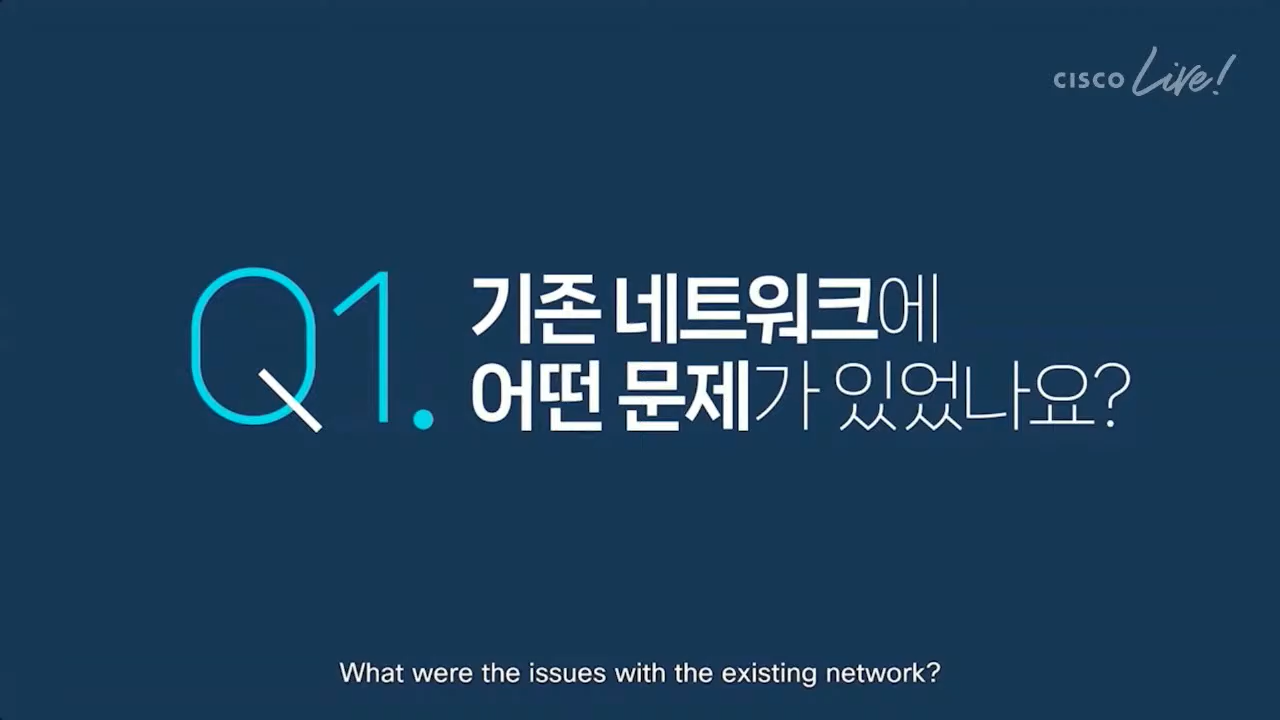 CISCO Live!
Q1. 기존 네트워크에
어떤 문제가 있었나요?
What were the issues with the existing network?